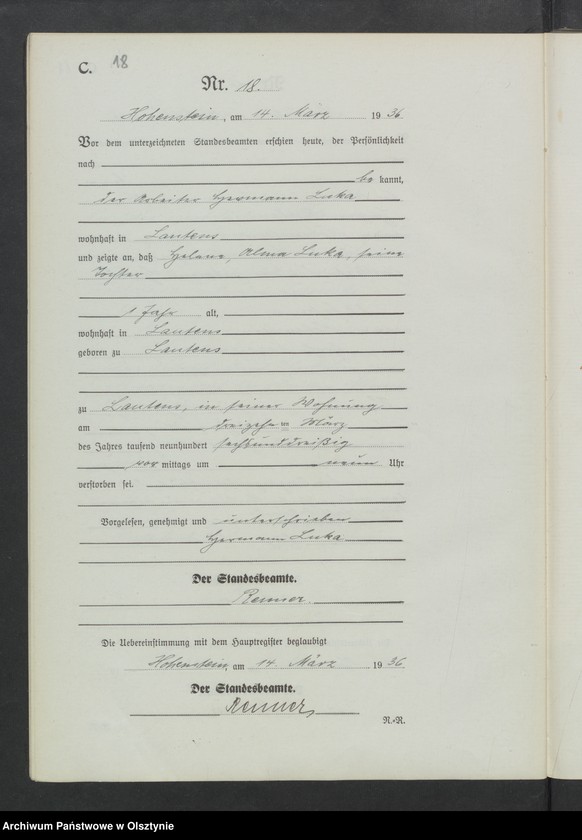 C. 18
Nr. 18.
Hohenstein, am 14. März 1936.
Vor dem unterzeichneten Standesbeamten erschien heute, der Persönlichkeit
nach
be kannt,
der Arbeiter Hermann Luka
wohnhaft in Lautens
und zeigte an, daß Helene, Alma Luka, seine
Tochter
1 Jahr alt,
wohnhaft in Lautens
geboren zu Lautens
zu Lautens, in seiner Wohnung
am dreizehnten März
des Jahres tausend neunhundert sechsunddreißig
vor mittags um neun Uhr
verstorben sei.
Vorgelesen, genehmigt und unterschrieben
Hermann Luka
Der Standesbeamte.
Renner.
Die Uebereinstimmung mit dem Hauptregister beglaubigt
Hohenstein, am 14. März 1936.
Der Standesbeamte.
Renner
N.-R.
Archiwum Państwowe w Olsztynie